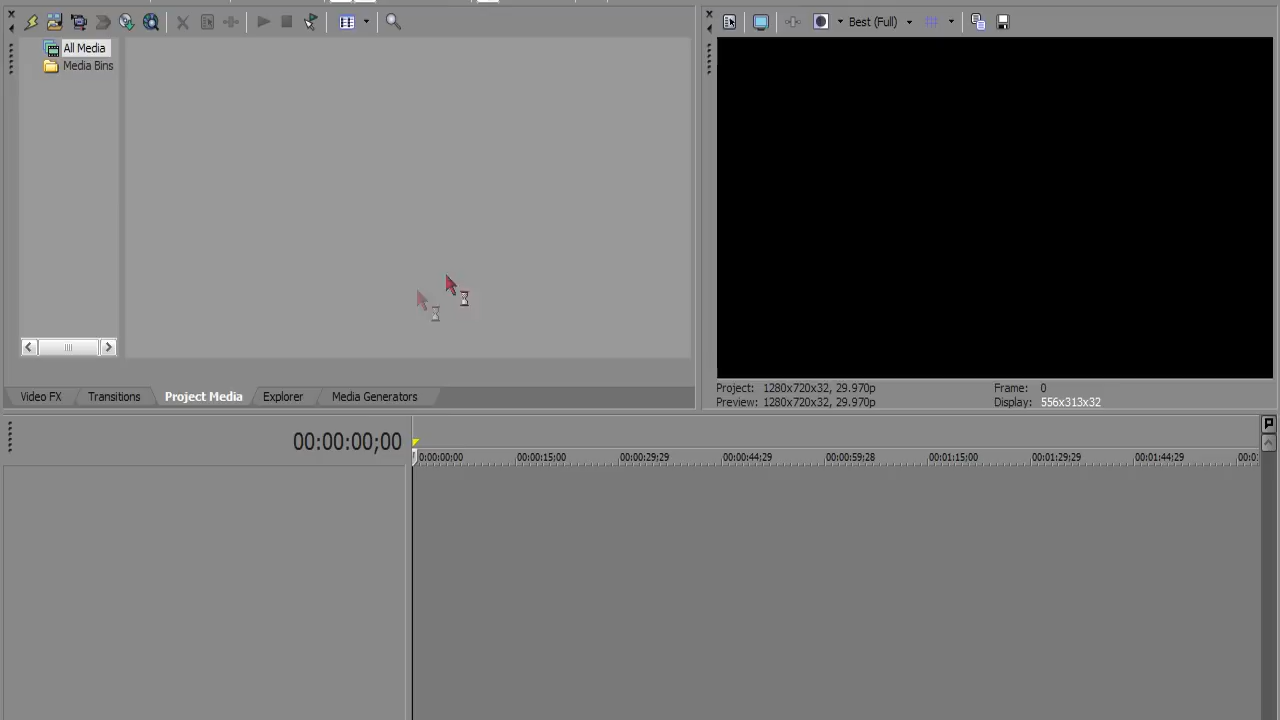 Best (Full)
All Media
Media Bins
Project: 1280x720x32, 29.970p
Frame: 0
Preview: 1280x720x32, 29.970p
Display: 556x313x32
Video FX
Transitions
Project Media
Explorer
Media Generators
00:00:00;00
0:00:00;00
00:00:15;00
00:00:29;29
00:00:44;29
00:00:59;28
00:01:15;00
00:01:29;29
00:01:44;29